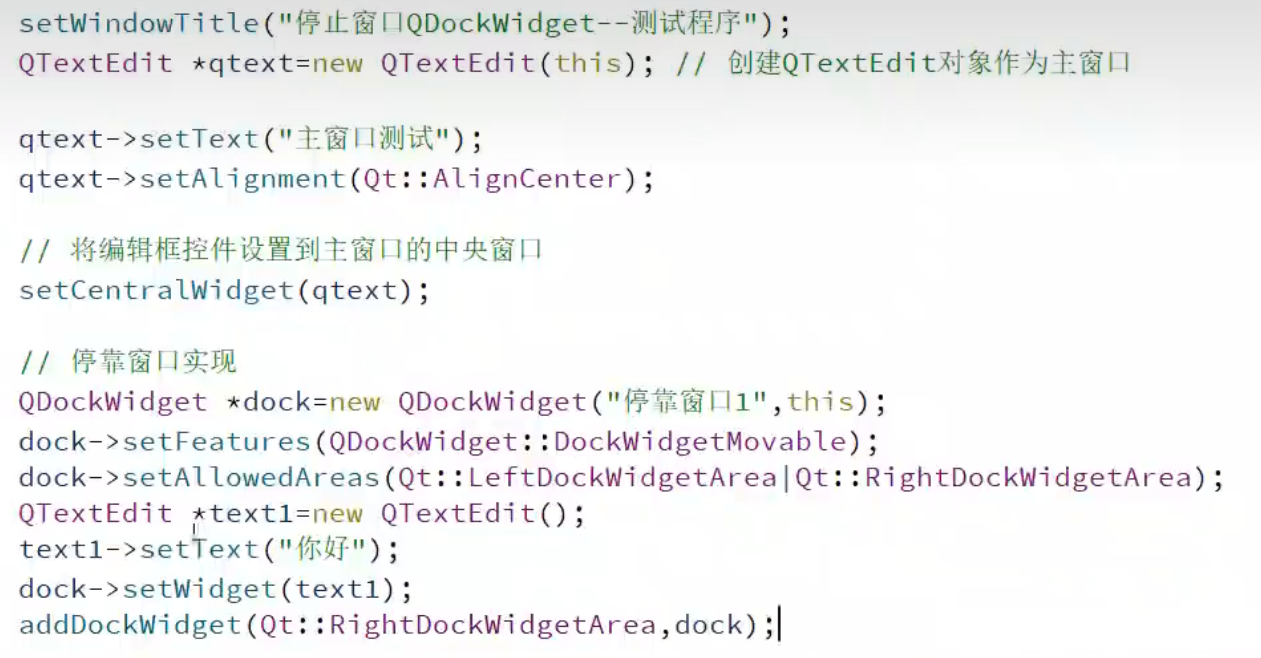 setWindowTitle("停止窗口QDockWidget--测试程序");
QTextEdit *qtext=new QTextEdit(this); // 创建QTextEdit对象作为主窗口
qtext->setText("主窗口测试");
qtext->setAlignment(Qt::AlignCenter);
// 将编辑框控件设置到主窗口的中央窗口
setCentralWidget(qtext);
// 停靠窗口实现
QDockWidget *dock=new QDockWidget("停靠窗口1",this);
dock->setFeatures(QDockWidget::DockWidgetMovable);
dock->setAllowedAreas(Qt::LeftDockWidgetArea|Qt::RightDockWidgetArea);
QTextEdit *text1=new QTextEdit();
text1->setText("你好");
dock->setWidget(text1);
addDockWidget(Qt::RightDockWidgetArea,dock);